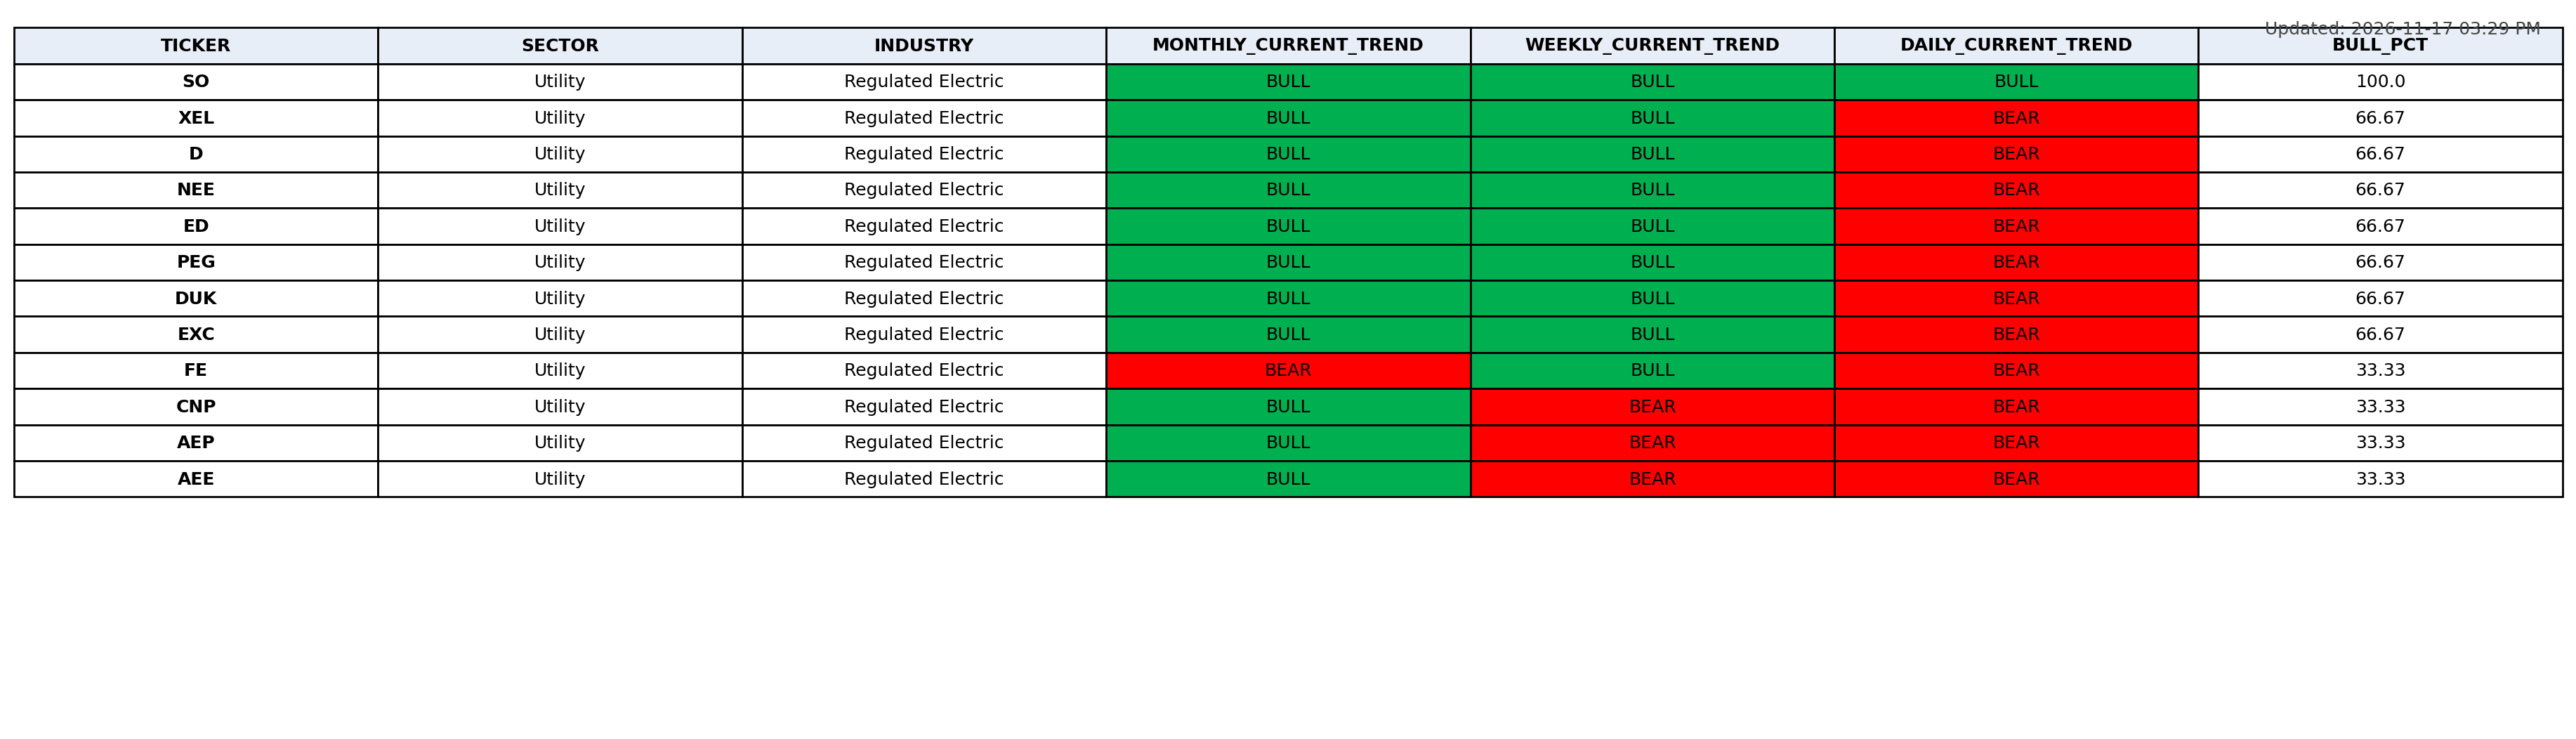 Updated: 2026-11-17 03:29 PM
TICKER SECTOR INDUSTRY MONTHLY_CURRENT_TREND WEEKLY_CURRENT_TREND DAILY_CURRENT_TREND BULL_PCT
SO Utility Regulated Electric BULL BULL BULL 100.0
XEL Utility Regulated Electric BULL BULL BEAR 66.67
D Utility Regulated Electric BULL BULL BEAR 66.67
NEE Utility Regulated Electric BULL BULL BEAR 66.67
ED Utility Regulated Electric BULL BULL BEAR 66.67
PEG Utility Regulated Electric BULL BULL BEAR 66.67
DUK Utility Regulated Electric BULL BULL BEAR 66.67
EXC Utility Regulated Electric BULL BULL BEAR 66.67
FE Utility Regulated Electric BEAR BULL BEAR 33.33
CNP Utility Regulated Electric BULL BEAR BEAR 33.33
AEP Utility Regulated Electric BULL BEAR BEAR 33.33
AEE Utility Regulated Electric BULL BEAR BEAR 33.33